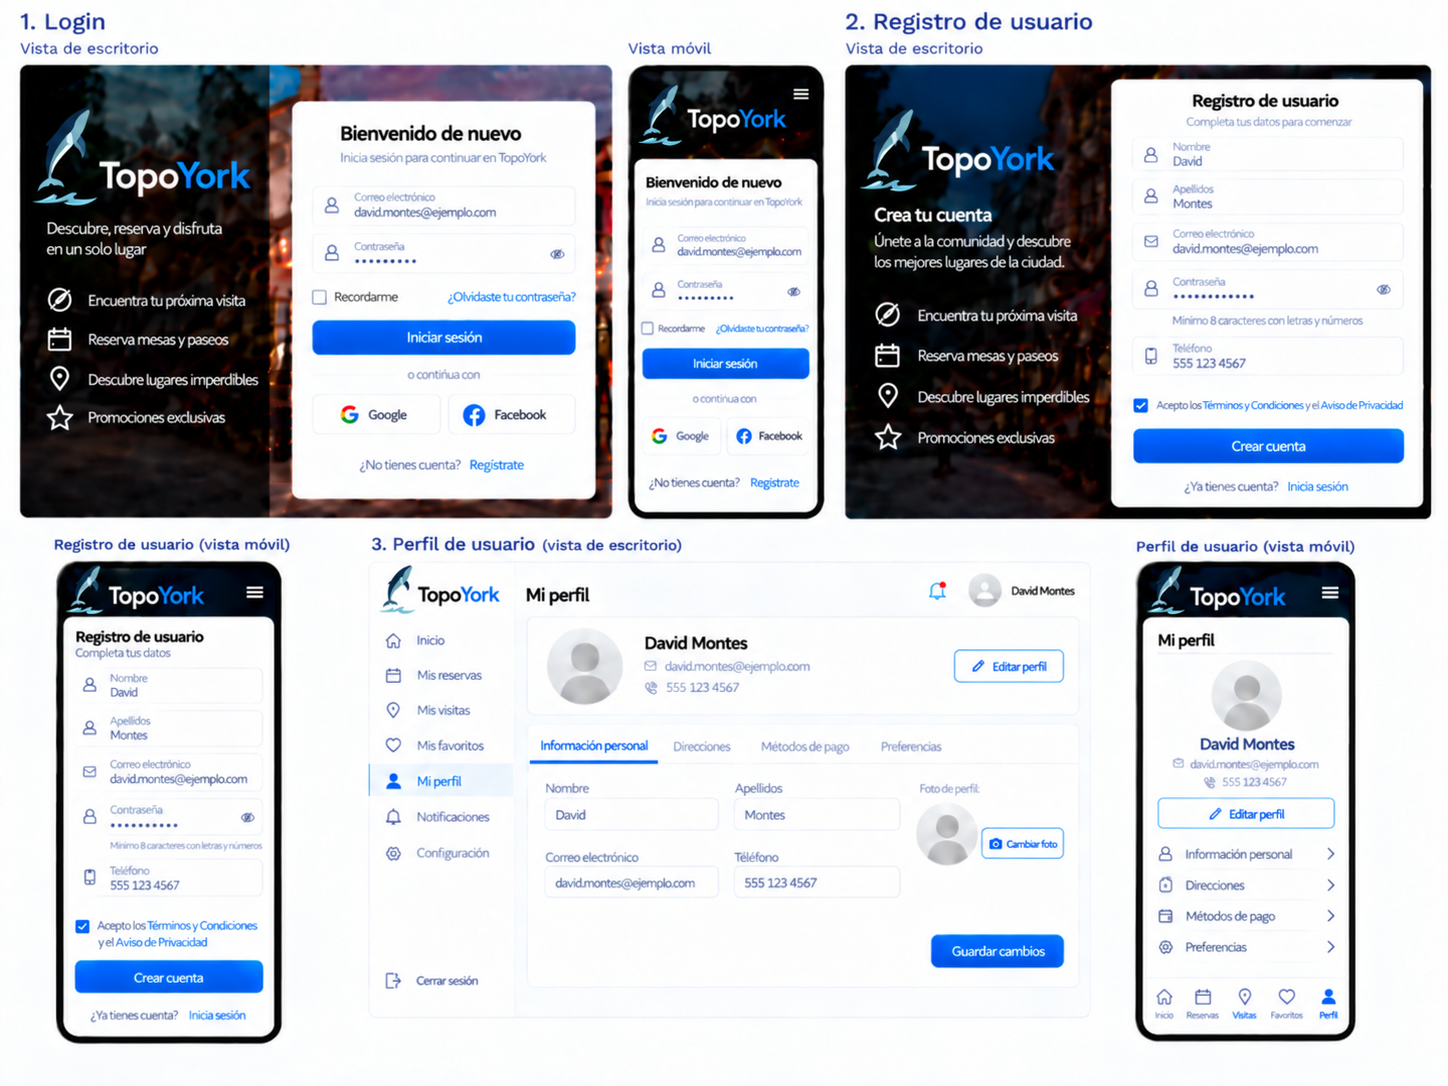 1. Login
Vista de escritorio
TopoYork
Descubre, reserva y disfruta
en un solo lugar
Encuentra tu próxima visita
Reserva mesas y paseos
Descubre lugares imperdibles
Promociones exclusivas
Bienvenido de nuevo
Inicia sesión para continuar en TopoYork
Correo electrónico
david.montes@ejemplo.com
Contraseña
•••••••••
Recordarme
¿Olvidaste tu contraseña?
Iniciar sesión
o continúa con
Google
Facebook
¿No tienes cuenta? Regístrate
Vista móvil
TopoYork
Bienvenido de nuevo
Inicia sesión para continuar en TopoYork
Correo electrónico
david.montes@ejemplo.com
Contraseña
•••••••••
Recordarme
¿Olvidaste tu contraseña?
Iniciar sesión
o continua con
Google
Facebook
¿No tienes cuenta? Regístrate
2. Registro de usuario
Vista de escritorio
TopoYork
Crea tu cuenta
Únete a la comunidad y descubre
los mejores lugares de la ciudad.
Encuentra tu próxima visita
Reserva mesas y paseos
Descubre lugares imperdibles
Promociones exclusivas
Registro de usuario
Completa tus datos para comenzar
Nombre
David
Apellidos
Montes
Correo electrónico
david.montes@ejemplo.com
Contraseña
••••••••••••
Mínimo 8 caracteres con letras y números
Teléfono
555 123 4567
Acepto los Términos y Condiciones y el Aviso de Privacidad
Crear cuenta
¿Ya tienes cuenta? Inicia sesión
Registro de usuario (vista móvil)
TopoYork
Registro de usuario
Completa tus datos
Nombre
David
Apellidos
Montes
Correo electrónico
david.montes@ejemplo.com
Contraseña
••••••••••
Mínimo 8 caracteres con letras y números
Teléfono
555 123 4567
Acepto los Términos y Condiciones
y el Aviso de Privacidad
Crear cuenta
¿Ya tienes cuenta? Inicia sesión
3. Perfil de usuario (vista de escritorio)
TopoYork
Inicio
Mis reservas
Mis visitas
Mis favoritos
Mi perfil
Notificaciones
Configuración
Cerrar sesión
Mi perfil
David Montes
David Montes
david.montes@ejemplo.com
555 123 4567
Editar perfil
Información personal
Direcciones
Métodos de pago
Preferencias
Nombre
David
Apellidos
Montes
Foto de perfil:
Cambiar foto
Correo electrónico
david.montes@ejemplo.com
Téléfono
555 123 4567
Guardar cambios
Perfil de usuario (vista móvil)
TopoYork
Mi perfil
David Montes
david.montes@ejemplo.com
555 123 4567
Editar perfil
Información personal
Direcciones
Métodos de pago
Preferencias
Inicio
Reservas
Visitas
Favoritos
Perfil